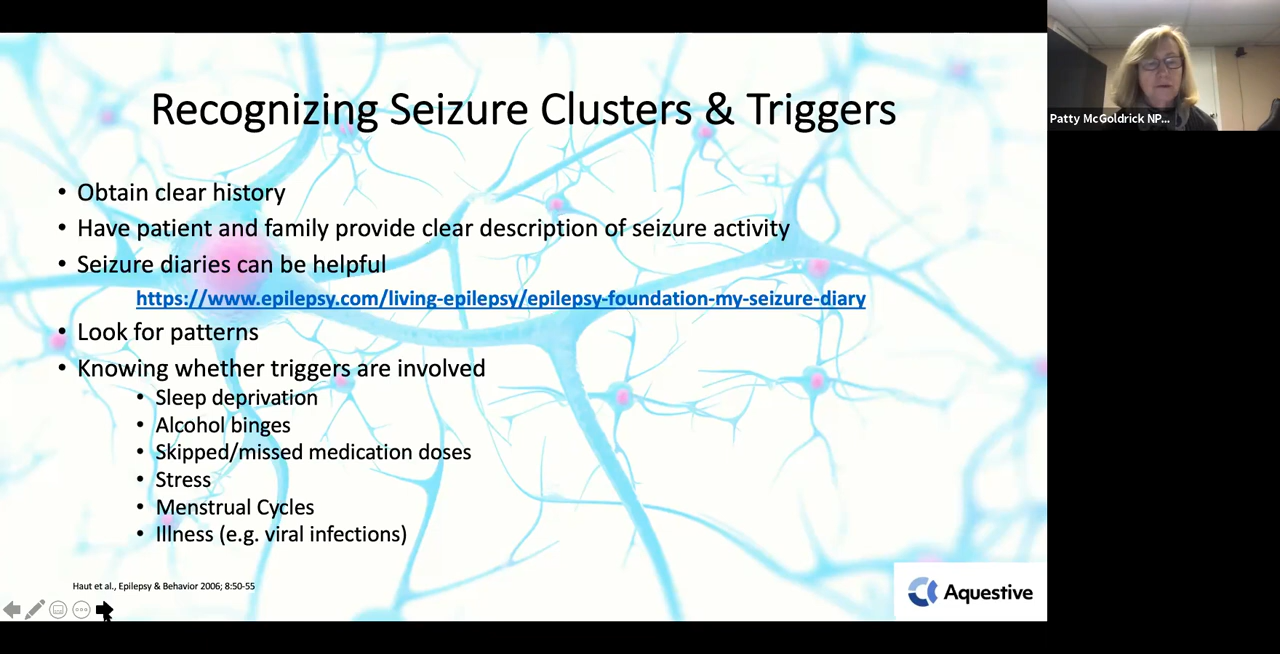 Recognizing Seizure Clusters & Triggers
• Obtain clear history
• Have patient and family provide clear description of seizure activity
• Seizure diaries can be helpful
https://www.epilepsy.com/living-epilepsy/epilepsy-foundation-my-seizure-diary
• Look for patterns
• Knowing whether triggers are involved
• Sleep deprivation
• Alcohol binges
• Skipped/missed medication doses
• Stress
• Menstrual Cycles
• Illness (e.g. viral infections)
Haut et al., Epilepsy & Behavior 2006; 8:50-55
Aquestive
Patty McGoldrick NP...